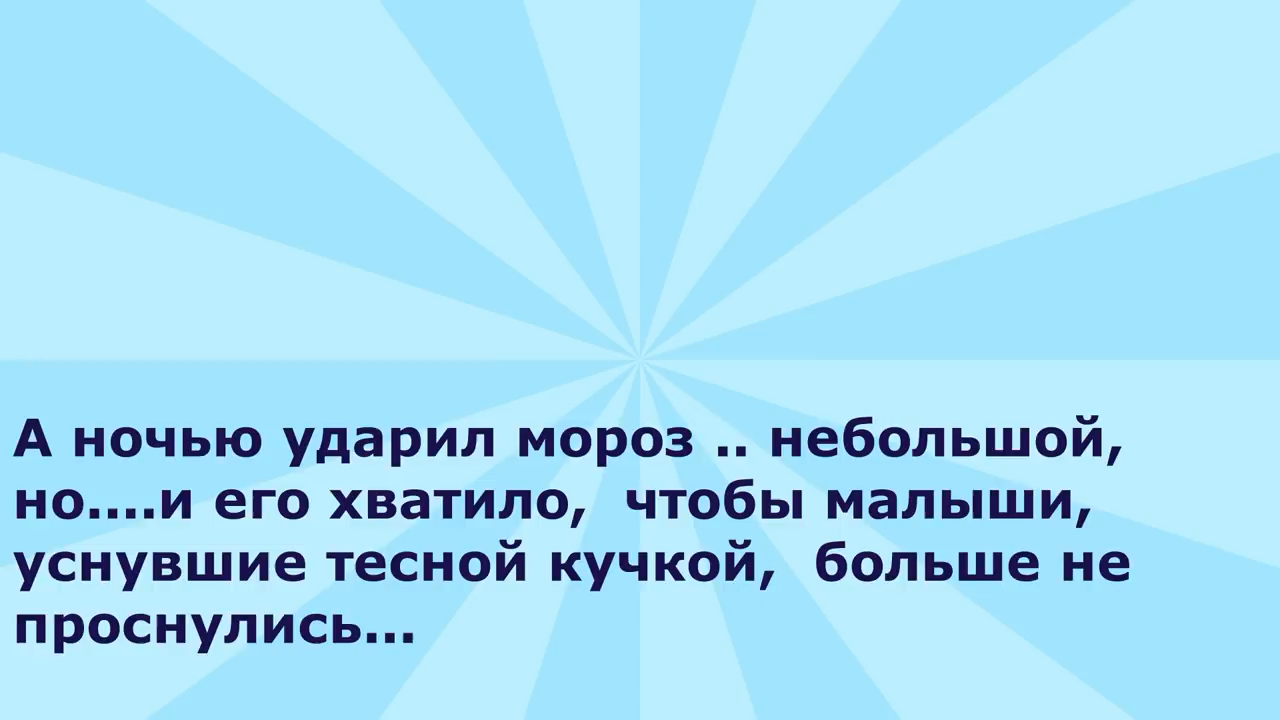 А ночью ударил мороз .. небольшой,
но....и его хватило,  чтобы малыши,
уснувшие тесной кучкой,  больше не
проснулись...